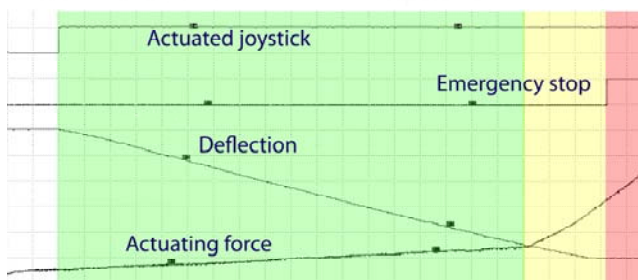 Actuated joystick
Emergency stop
Deflection
Actuating force